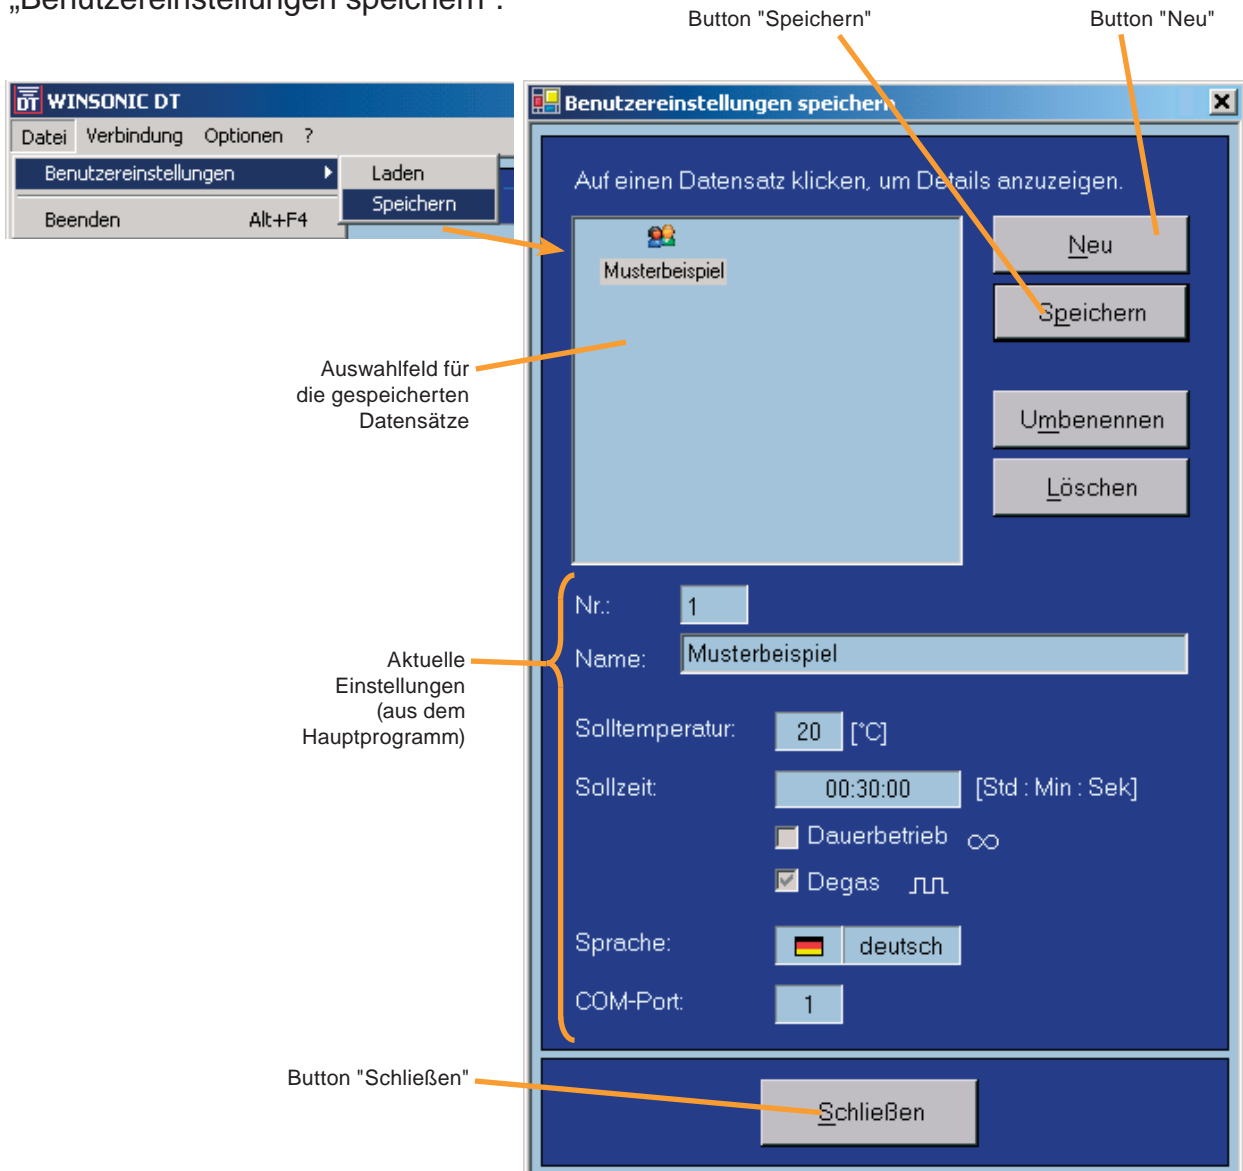 „Benutzereinstellungen speichern“.
Button "Speichern"
Button "Neu"
DT WINSONIC DT
Datei Verbindung Optionen ?
Benutzereinstellungen
Laden
Speichern
Beenden Alt+F4
Benutzereinstellungen speichern
Auf einen Datensatz klicken, um Details anzuzeigen.
Musterbeispiel
Neu
Speichern
Umbenennen
Löschen
Auswahlfeld für
die gespeicherten
Datensätze
Nr.: 1
Name: Musterbeispiel
Aktuelle
Einstellungen
(aus dem
Hauptprogramm)
Solltemperatur: 20 [°C]
Sollzeit: 00:30:00 [Std : Min : Sek]
Dauerbetrieb ∞
Degas
Sprache: deutsch
COM-Port: 1
Button "Schließen"
Schließen